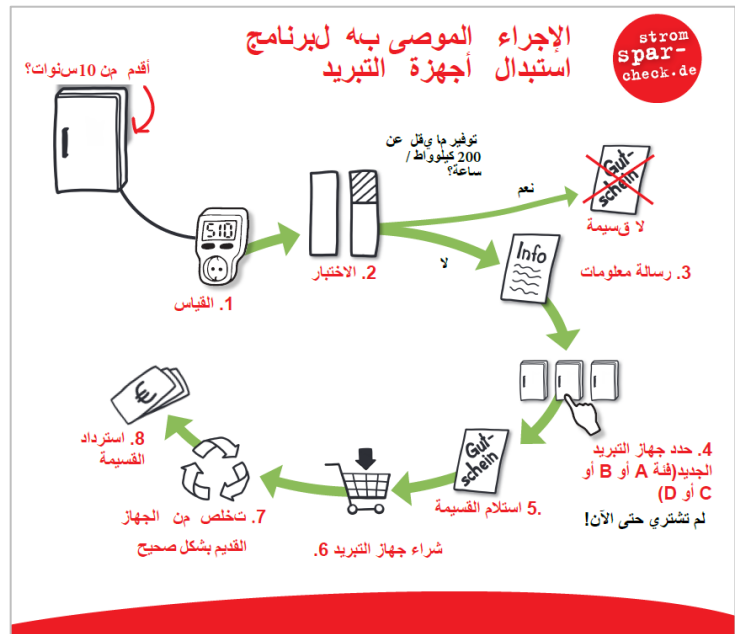 الإجراء الموصى به لبرنامج
استبدال أجهزة التبريد
strom
spar-
check.de
أقدم من 10سنوات؟
توفير ما يقل عن
200 كيلوواط /
ساعة؟
نعم
لا
Gut-
schein
لا قسيمة
510
1. القياس
2. الاختبار
Info
3. رسالة معلومات
4. حدد جهاز التبريد
الجديد(فئة A أو B أو
C أو D)
لم تشتري حتى الآن!
Gut-
schein
5. استلام القسيمة.
شراء جهاز التبريد 6.
7. تخلص من الجهاز
القديم بشكل صحيح
€
8. استرداد
القسيمة